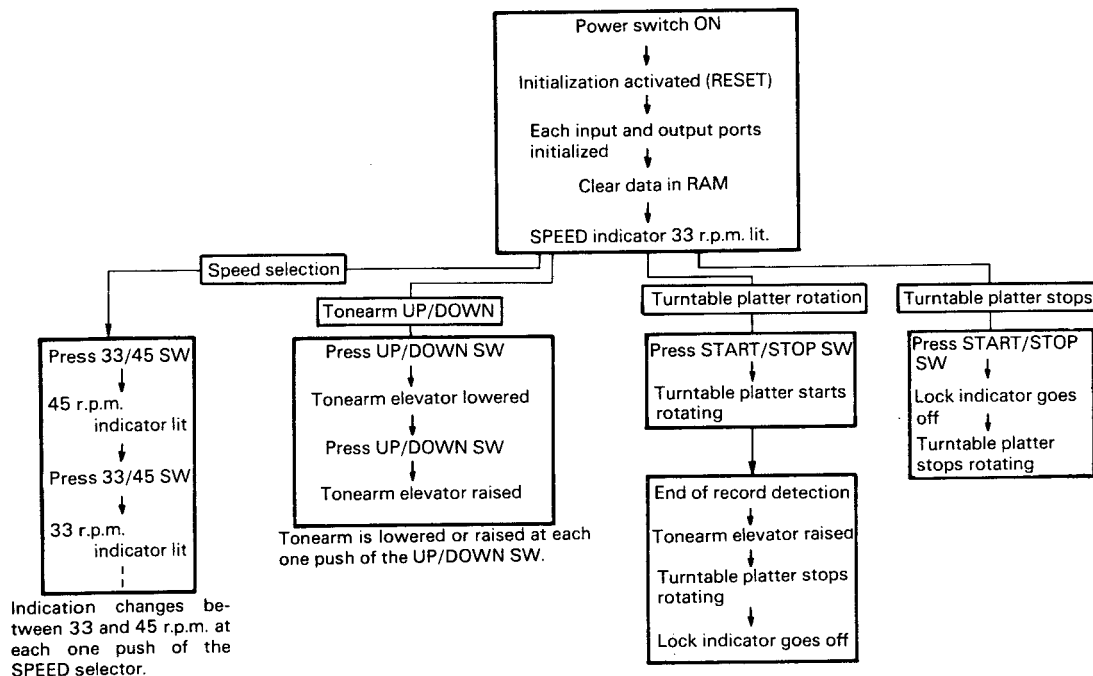 Power switch ON
Initialization activated (RESET)
Each input and output ports
initialized
Clear data in RAM
SPEED indicator 33 r.p.m. lit.
Speed selection
Press 33/45 SW
45 r.p.m.
indicator lit
Press 33/45 SW
33 r.p.m.
indicator lit
Indication changes be-
tween 33 and 45 r.p.m. at
each one push of the
SPEED selector.
Tonearm UP/DOWN
Press UP/DOWN SW
Tonearm elevator lowered
Press UP/DOWN SW
Tonearm elevator raised
Tonearm is lowered or raised at each
one push of the UP/DOWN SW.
Turntable platter rotation
Press START/STOP SW
Turntable platter starts
rotating
End of record detection
Tonearm elevator raised
Turntable platter stops
rotating
Lock indicator goes off
Turntable platter stops
Press START/STOP
SW
Lock indicator goes
off
Turntable platter
stops rotating